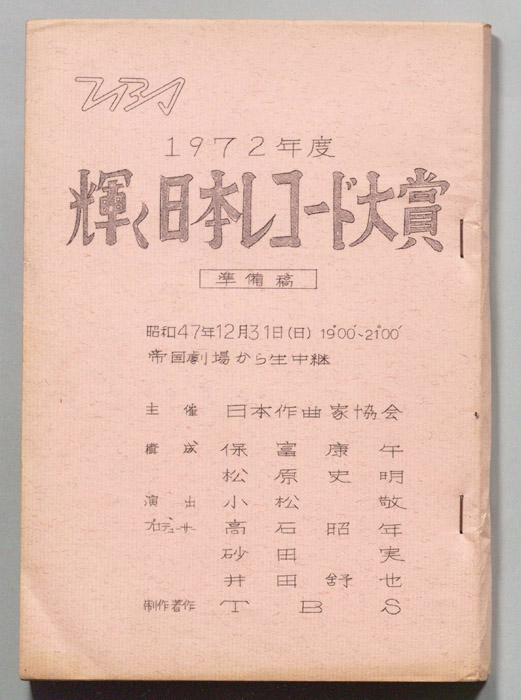 TBS
1972年度
輝く日本レコード大賞
準備稿
昭和47年12月31日(日) 19°00′~21°00′
帝国劇場から生中継
主催 日本作曲家協会
構成 保富康午
松原史明
演出 小松敬
プロデューサー 高石昭年
砂田実
井田舒也
制作著作 TBS